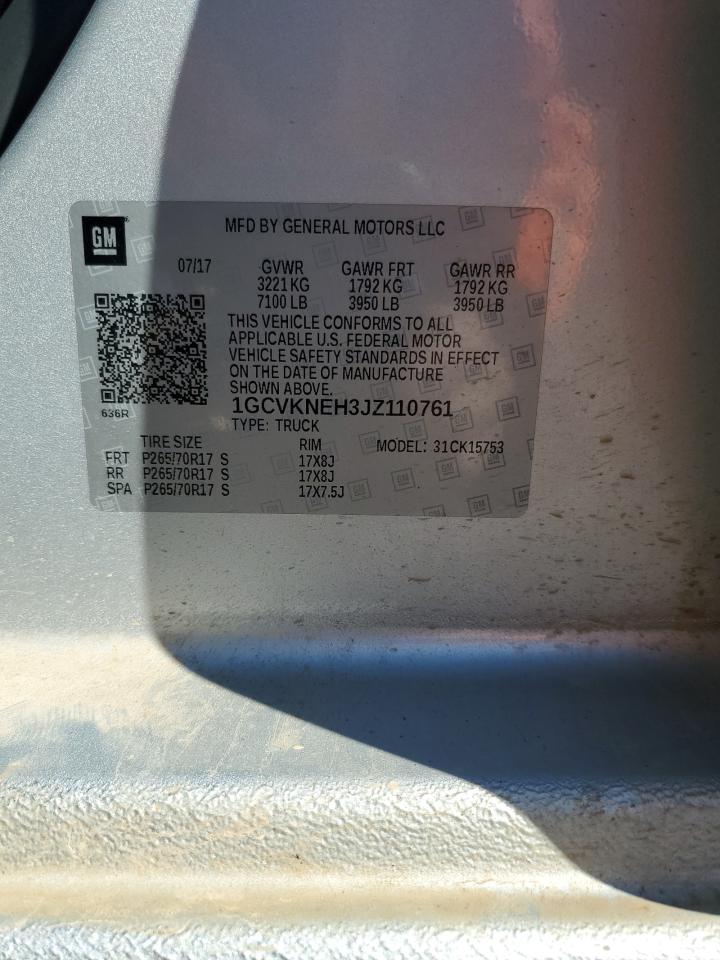 GM
MFD BY GENERAL MOTORS LLC
07/17 GVWR GAWR FRT GAWR RR
3221 KG 1792 KG 1792 KG
7100 LB 3950 LB 3950 LB
THIS VEHICLE CONFORMS TO ALL
APPLICABLE U.S. FEDERAL MOTOR
VEHICLE SAFETY STANDARDS IN EFFECT
ON THE DATE OF MANUFACTURE
SHOWN ABOVE.
636R
1GCVKNEH3JZ110761
TYPE: TRUCK
TIRE SIZE RIM MODEL: 31CK15753
FRT P265/70R17 S 17X8J
RR P265/70R17 S 17X8J
SPA P265/70R17 S 17X7.5J